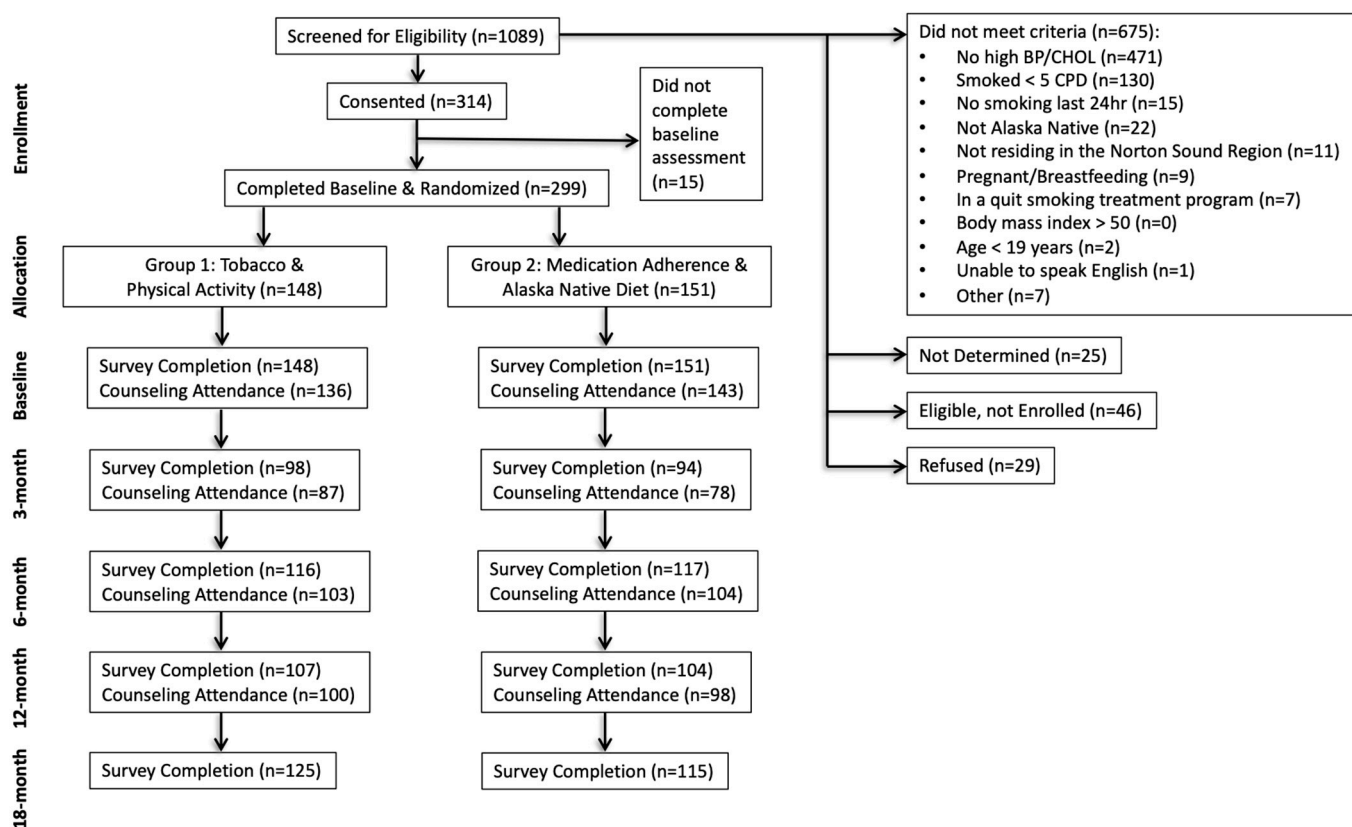 Screened for Eligibility (n=1089)
Consented (n=314)
Did not
complete
baseline
assessment
(n=15)
Completed Baseline & Randomized (n=299)
Did not meet criteria (n=675):
• No high BP/CHOL (n=471)
• Smoked < 5 CPD (n=130)
• No smoking last 24hr (n=15)
• Not Alaska Native (n=22)
• Not residing in the Norton Sound Region (n=11)
• Pregnant/Breastfeeding (n=9)
• In a quit smoking treatment program (n=7)
• Body mass index > 50 (n=0)
• Age < 19 years (n=2)
• Unable to speak English (n=1)
• Other (n=7)
Not Determined (n=25)
Eligible, not Enrolled (n=46)
Refused (n=29)
Enrollment
Allocation
Group 1: Tobacco &
Physical Activity (n=148)
Group 2: Medication Adherence &
Alaska Native Diet (n=151)
Baseline
Survey Completion (n=148)
Counseling Attendance (n=136)
Survey Completion (n=151)
Counseling Attendance (n=143)
3-month
Survey Completion (n=98)
Counseling Attendance (n=87)
Survey Completion (n=94)
Counseling Attendance (n=78)
6-month
Survey Completion (n=116)
Counseling Attendance (n=103)
Survey Completion (n=117)
Counseling Attendance (n=104)
12-month
Survey Completion (n=107)
Counseling Attendance (n=100)
Survey Completion (n=104)
Counseling Attendance (n=98)
18-month
Survey Completion (n=125)
Survey Completion (n=115)